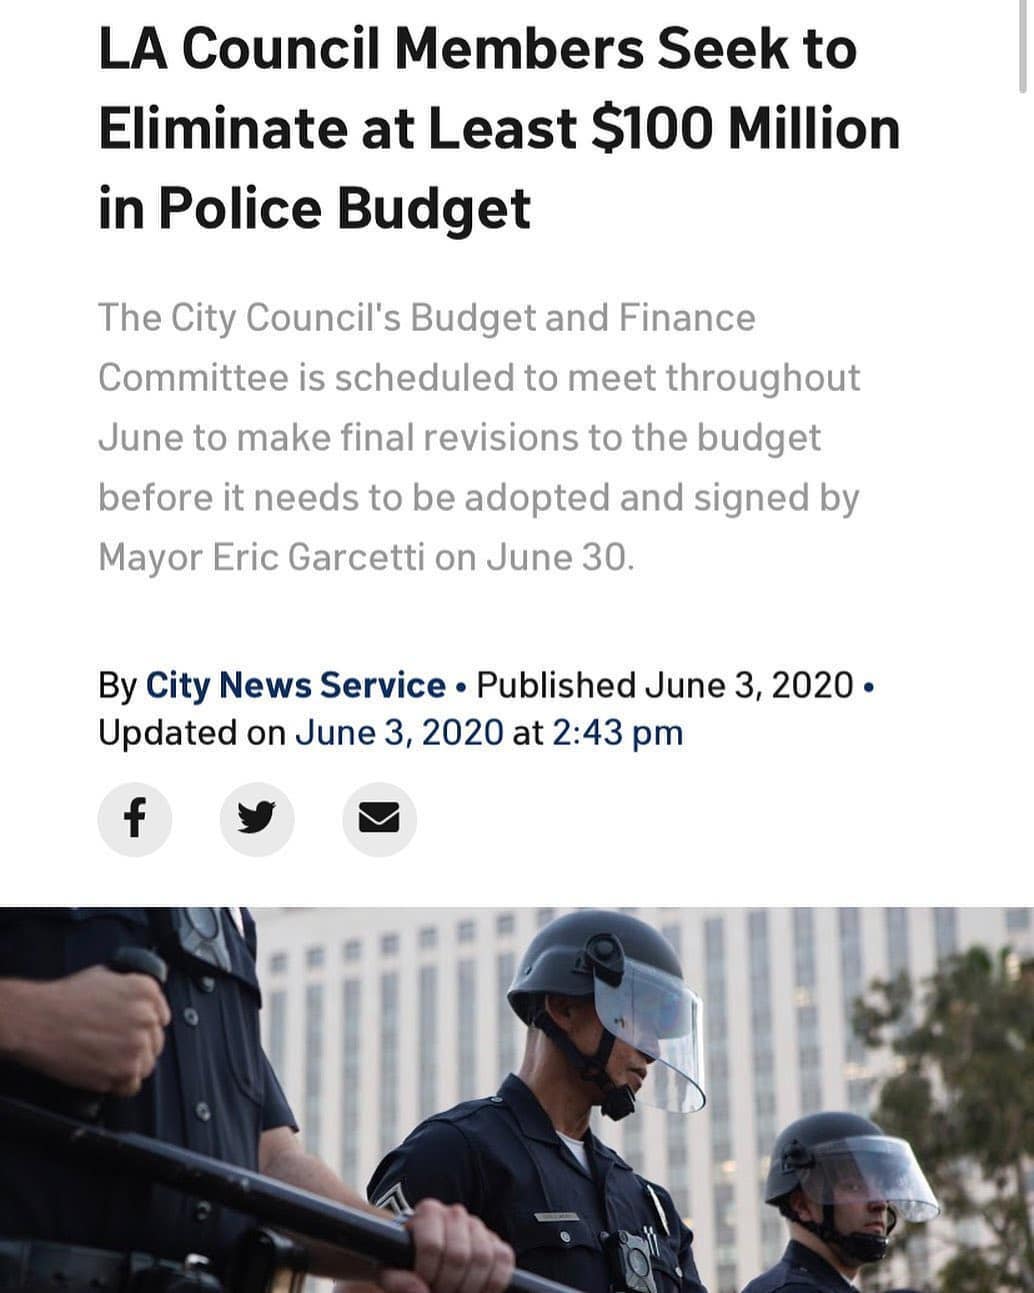 LA Council Members Seek to
Eliminate at Least $100 Million
in Police Budget
The City Council's Budget and Finance
Committee is scheduled to meet throughout
June to make final revisions to the budget
before it needs to be adopted and signed by
Mayor Eric Garcetti on June 30.
By City News Service • Published June 3, 2020 •
Updated on June 3, 2020 at 2:43 pm